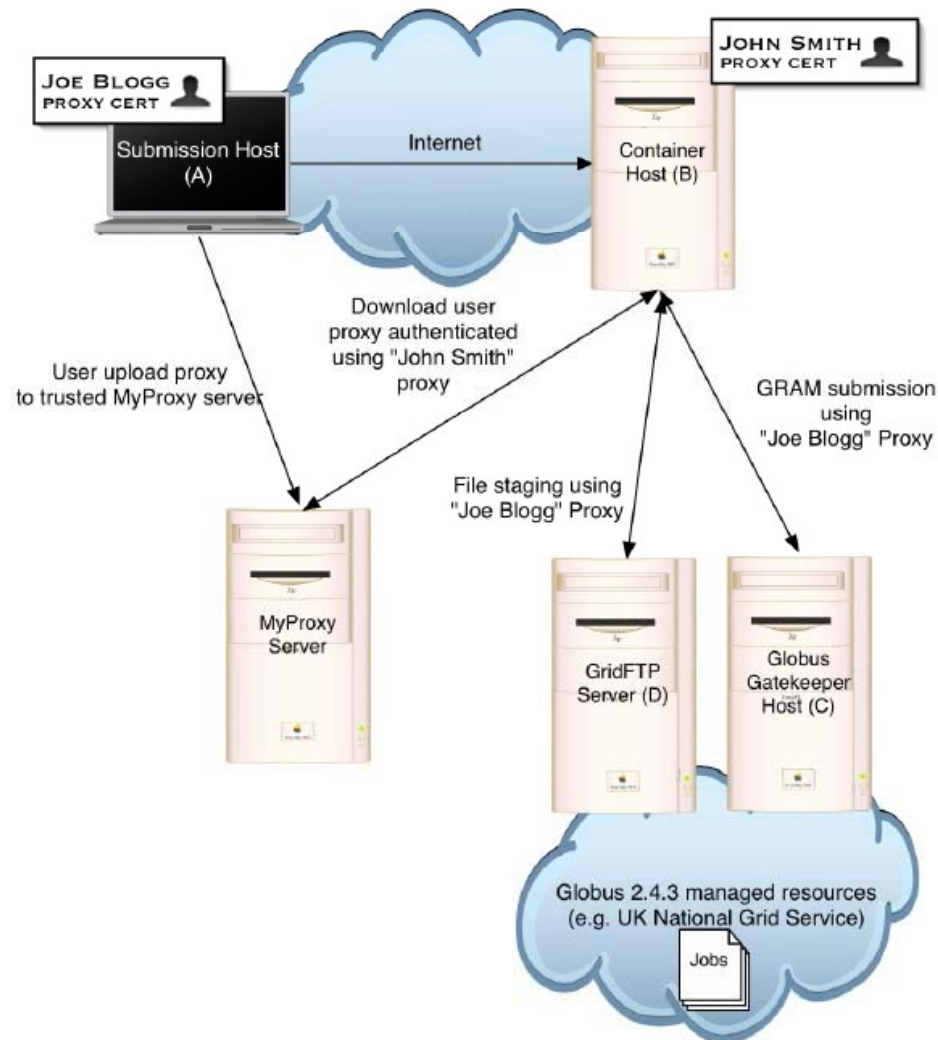 JOE BLOGG
PROXY CERT
JOHN SMITH
PROXY CERT
Submission Host
(A)
Internet
Container
Host (B)
Download user
proxy authenticated
using "John Smith"
proxy
User upload proxy
to trusted MyProxy server
GRAM submission
using
"Joe Blogg" Proxy
File staging using
"Joe Blogg" Proxy
MyProxy
Server
GridFTP
Server (D)
Globus
Gatekeeper
Host (C)
Globus 2.4.3 managed resources
(e.g. UK National Grid Service)
Jobs